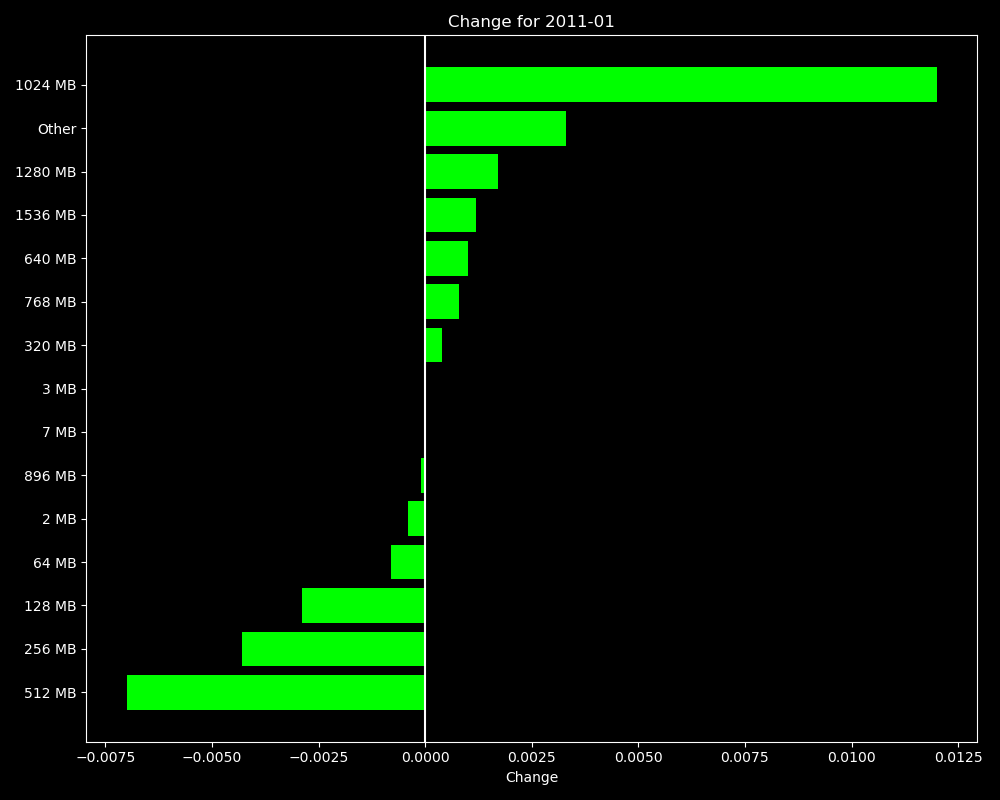 Change for 2011-01
1024 MB
Other
1280 MB
1536 MB
640 MB
768 MB
320 MB
3 MB
7 MB
896 MB
2 MB
64 MB
128 MB
256 MB
512 MB
−0.0075 −0.0050 −0.0025 0.0000 0.0025 0.0050 0.0075 0.0100 0.0125
Change